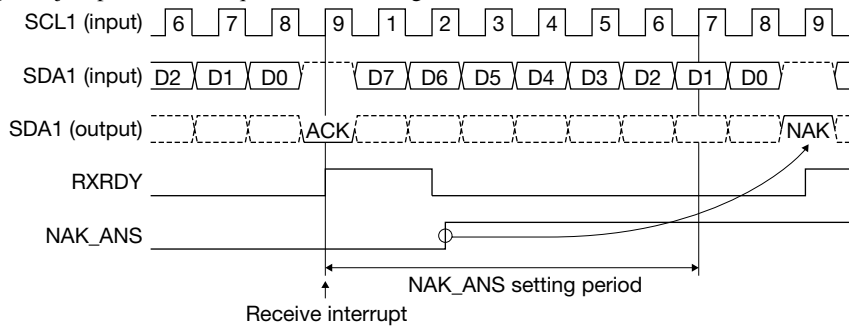 SCL1 (input) 6 7 8 9 1 2 3 4 5 6 7 8 9
SDA1 (input) D2 D1 D0 D7 D6 D5 D4 D3 D2 D1 D0
SDA1 (output) ACK NAK
RXRDY
NAK_ANS
NAK_ANS setting period
Receive interrupt